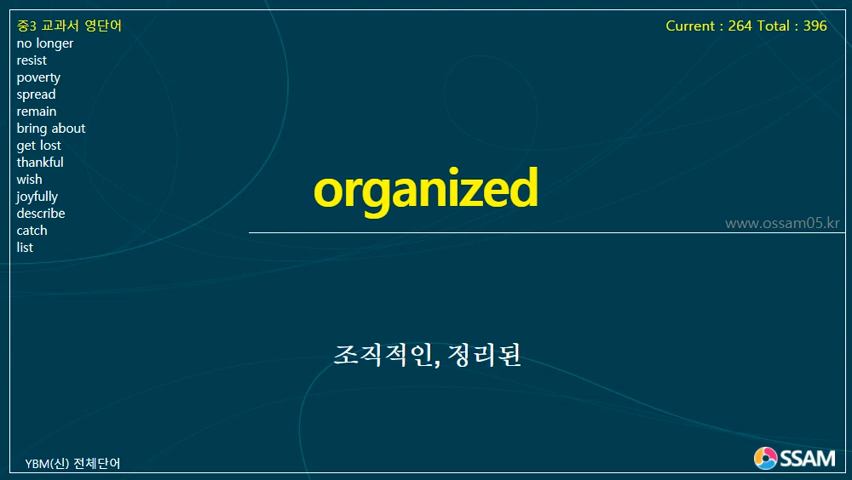 중3 교과서 영단어
Current : 264 Total : 396
no longer
resist
poverty
spread
remain
bring about
get lost
thankful
wish
joyfully
describe
catch
list
organized
www.ossam05.kr
조직적인, 정리된
YBM(신) 전체단어
SSAM